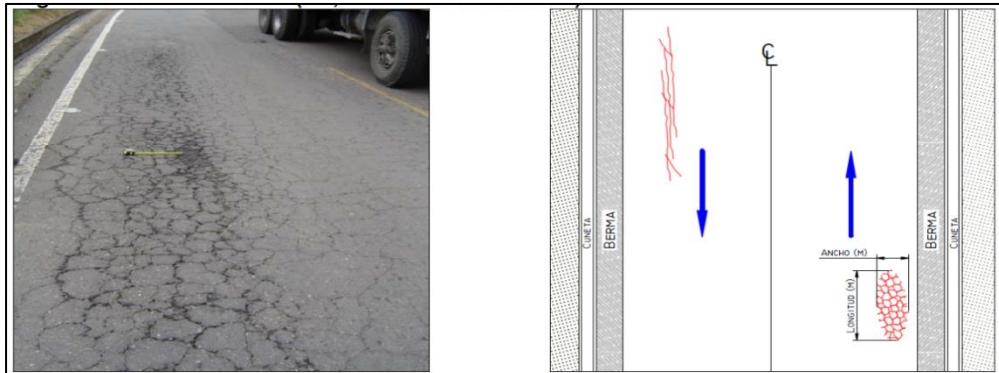 CL
CUNETA
BERMA
BERMA
CUNETA
ANCHO (M)
LONGITUD (M)